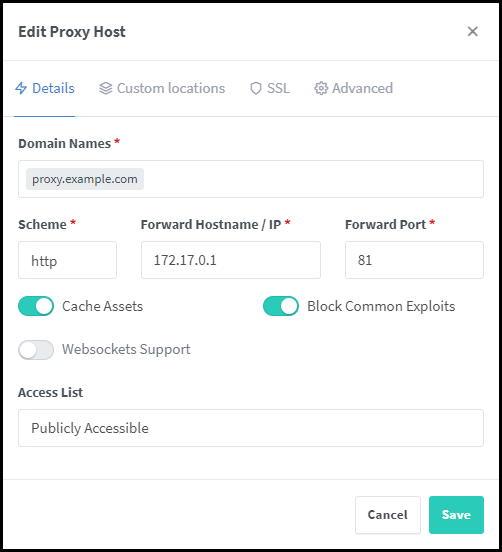 Edit Proxy Host
Details Custom locations SSL Advanced
Domain Names *
proxy.example.com
Scheme * Forward Hostname / IP * Forward Port *
http 172.17.0.1 81
Cache Assets Block Common Exploits
Websockets Support
Access List
Publicly Accessible
Cancel Save